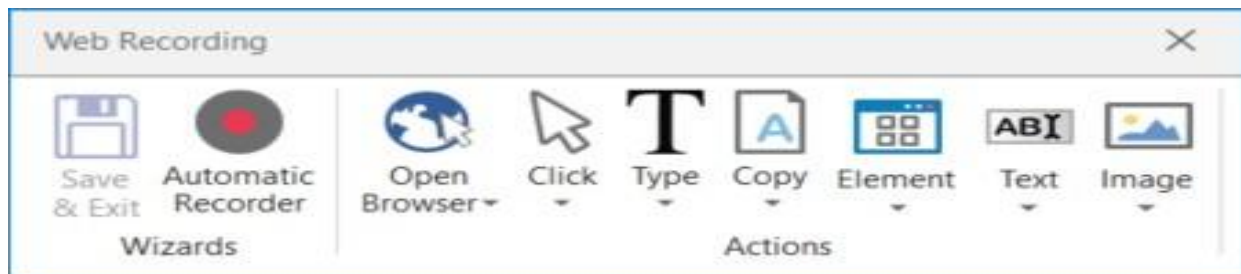 Web Recording
T
A
ABI
Save
& Exit
Automatic
Recorder
Open
Browser
Click
Type
Copy
Element
Text
Image
Wizards
Actions